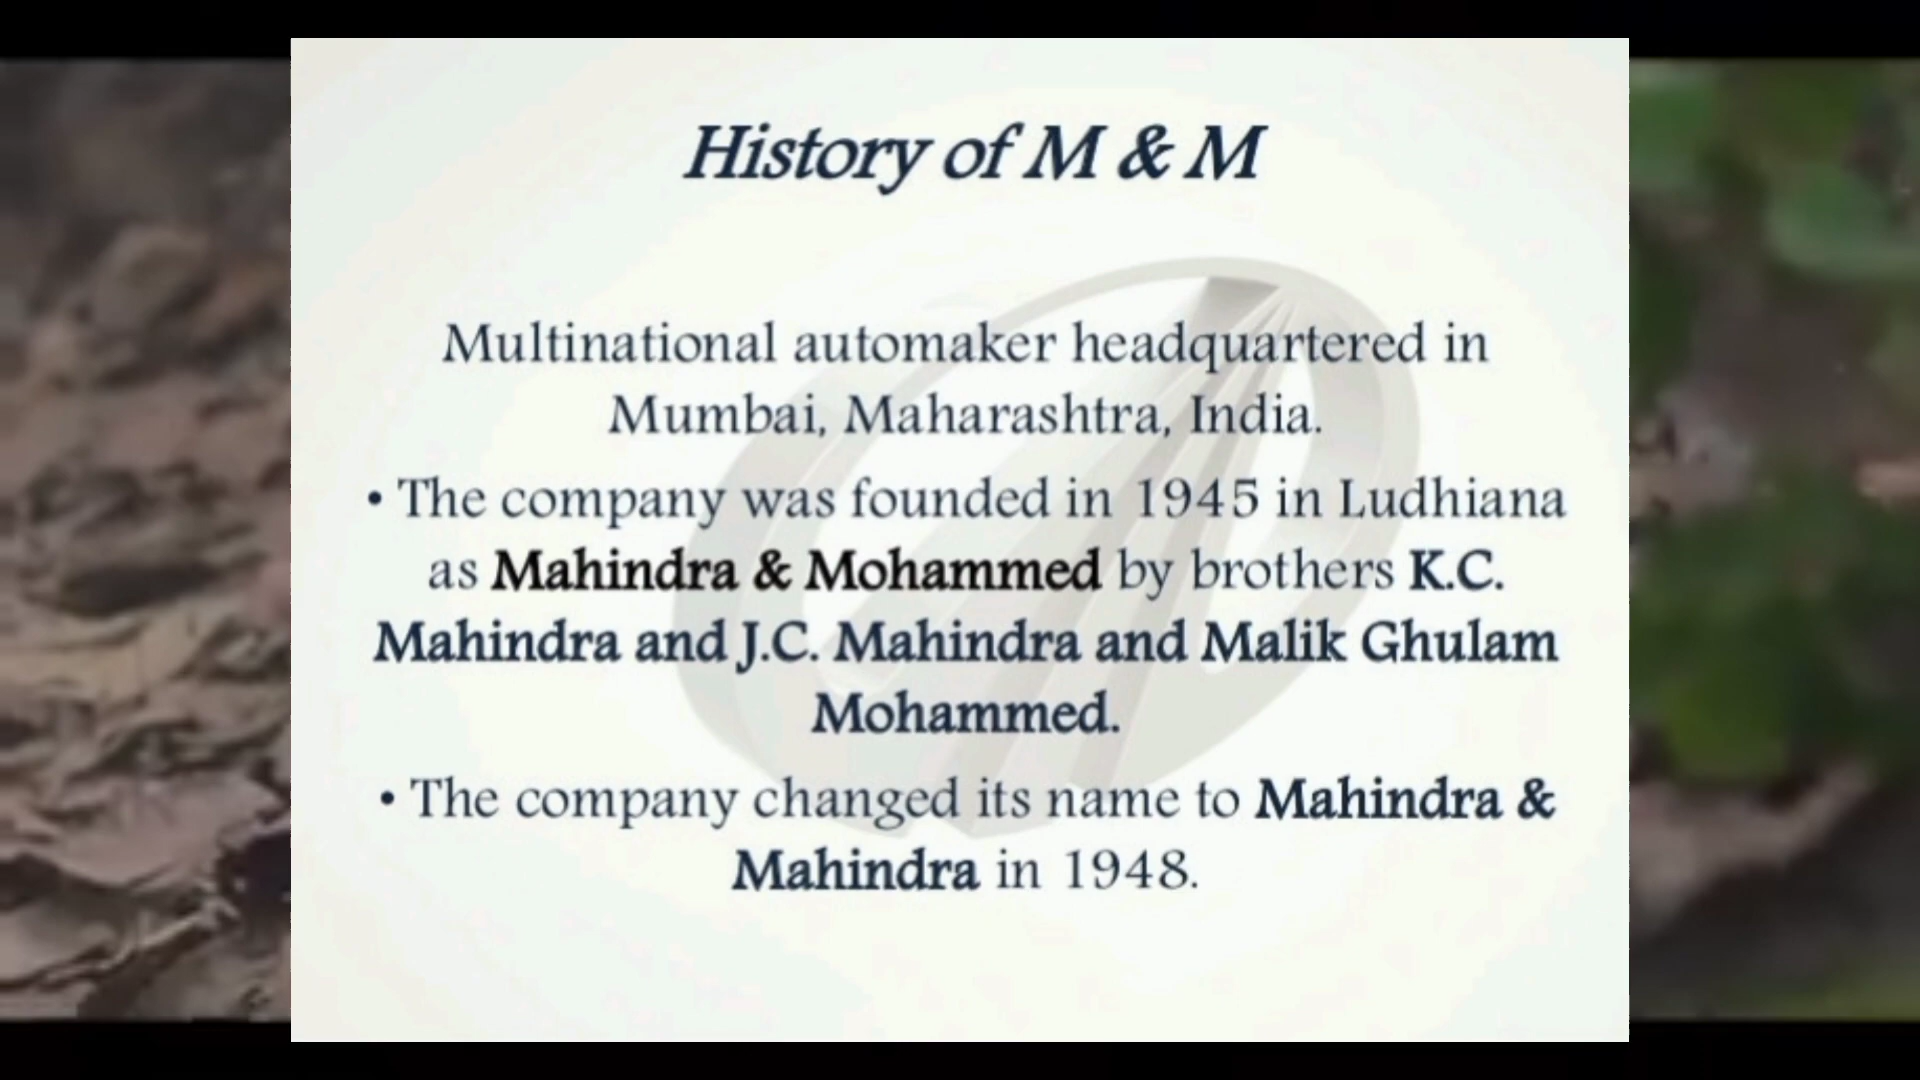 History of M & M
Multinational automaker headquartered in
Mumbai, Maharashtra, India.
• The company was founded in 1945 in Ludhiana
as Mahindra & Mohammed by brothers K.C.
Mahindra and J.C. Mahindra and Malik Ghulam
Mohammed.
• The company changed its name to Mahindra &
Mahindra in 1948.